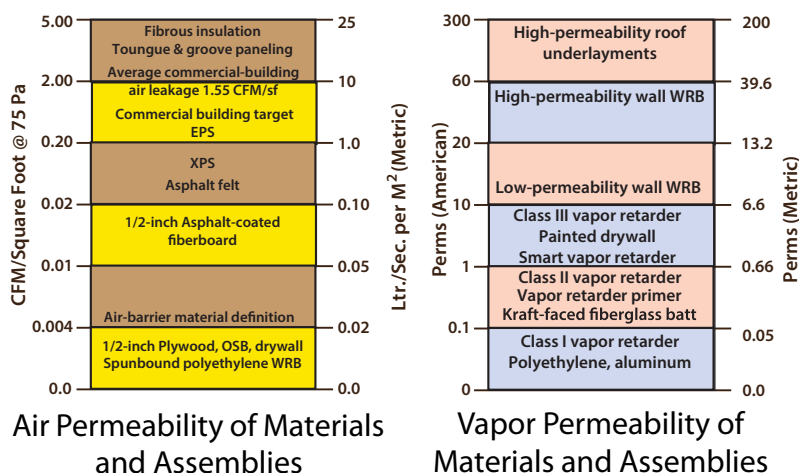 5.00
2.00
0.20
0.02
0.01
0.004
0.0
CFM/Square Foot @ 75 Pa
Fibrous insulation
Toungue & groove paneling
Average commercial-building
air leakage 1.55 CFM/sf
Commercial building target
EPS
XPS
Asphalt felt
1/2-inch Asphalt-coated
fiberboard
Air-barrier material definition
1/2-inch Plywood, OSB, drywall
Spunbound polyethylene WRB
25
10
1.0
0.10
0.05
0.02
0.0
Ltr./Sec. per M² (Metric)
Air Permeability of Materials
and Assemblies
300
60
20
10
1
0.1
0
Perms (American)
High-permeability roof
underlayments
High-permeability wall WRB
Low-permeability wall WRB
Class III vapor retarder
Painted drywall
Smart vapor retarder
Class II vapor retarder
Vapor retarder primer
Kraft-faced fiberglass batt
Class I vapor retarder
Polyethylene, aluminum
200
39.6
13.2
6.6
0.66
0.05
0.0
Perms (Metric)
Vapor Permeability of
Materials and Assemblies